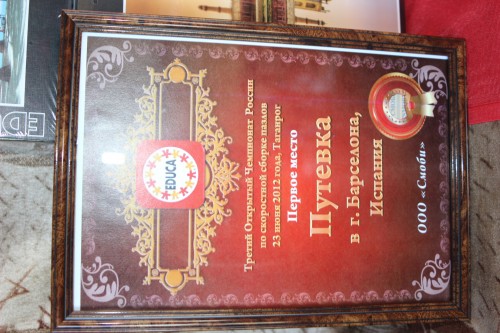 EDUCA
Третий Открытый Чемпионат России
по скоростной сборке пазлов
23 июня 2012 года, Таганрог
Первое место
Путевка
в г. Барселона,
Испания
ООО «Смоби»